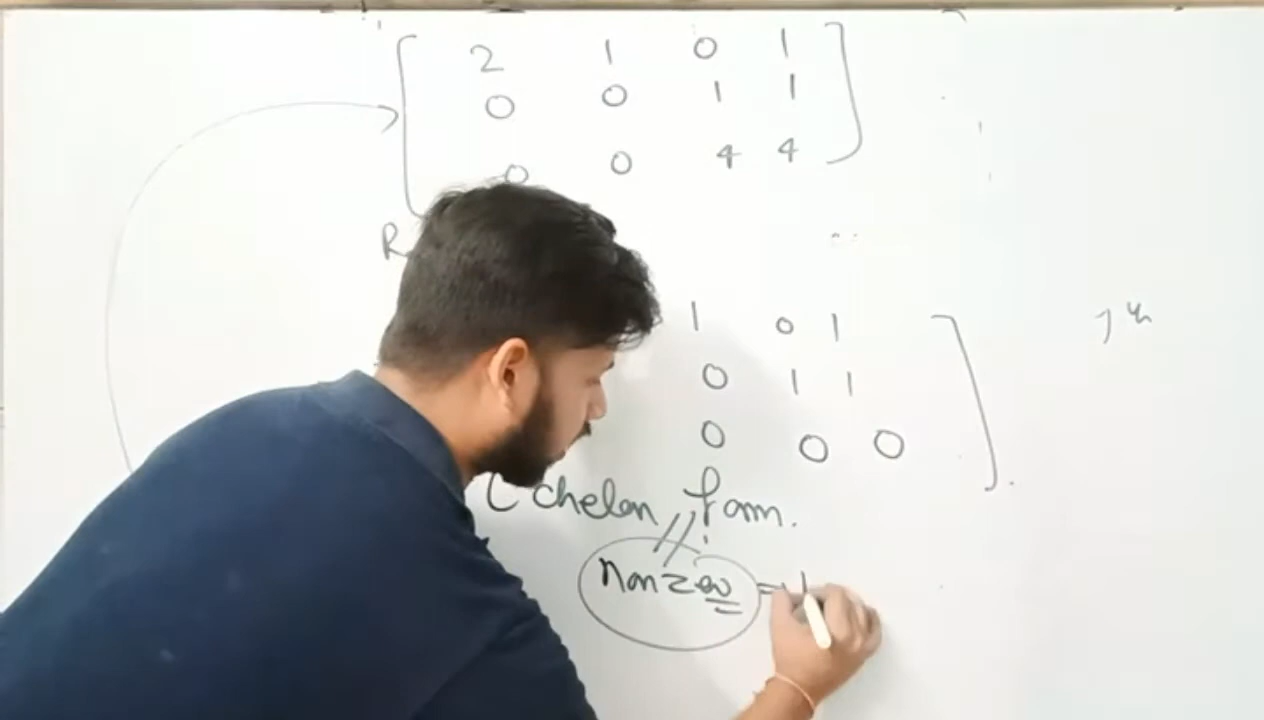 2 1 0 1
0 0 1 1
0 0 4 4
R
1 0 1
0 1 1
0 0 0
Echelon form.
non zero =